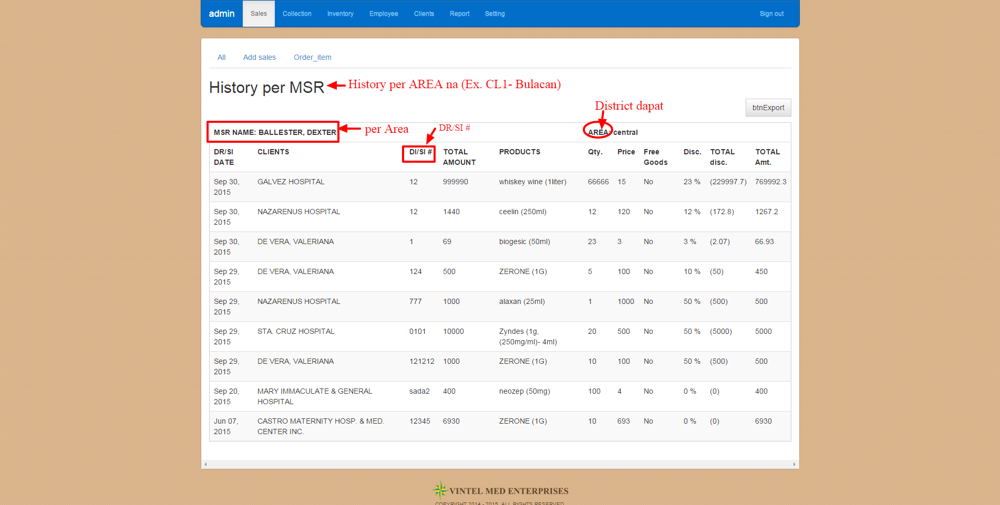 admin Sales Collection Inventory Employee Clients Report Setting Sign out
All Add sales Order_item
History per MSR History per AREA na (Ex. CL1- Bulacan)
District dapat
btnExport
MSR NAME: BALLESTER, DEXTER per Area DR/SI # AREA: central
DR/SI DATE CLIENTS DI/SI # TOTAL AMOUNT PRODUCTS Qty. Price Free Goods Disc. TOTAL disc. TOTAL Amt.
Sep 30, 2015 GALVEZ HOSPITAL 12 999990 whiskey wine (1liter) 66666 15 No 23 % (229997.7) 769992.3
Sep 30, 2015 NAZARENUS HOSPITAL 12 1440 ceelin (250ml) 12 120 No 12 % (172.8) 1267.2
Sep 30, 2015 DE VERA, VALERIANA 1 69 biogesic (50ml) 23 3 No 3 % (2.07) 66.93
Sep 29, 2015 DE VERA, VALERIANA 124 500 ZERONE (1G) 5 100 No 10 % (50) 450
Sep 29, 2015 NAZARENUS HOSPITAL 777 1000 alaxan (25ml) 1 1000 No 50 % (500) 500
Sep 29, 2015 STA. CRUZ HOSPITAL 0101 10000 Zyndes (1g, (250mg/ml)- 4ml) 20 500 No 50 % (5000) 5000
Sep 29, 2015 DE VERA, VALERIANA 121212 1000 ZERONE (1G) 10 100 No 50 % (500) 500
Sep 20, 2015 MARY IMMACULATE & GENERAL HOSPITAL sada2 400 neozep (50mg) 100 4 No 0 % (0) 400
Jun 07, 2015 CASTRO MATERNITY HOSP. & MED. CENTER INC. 12345 6930 ZERONE (1G) 10 693 No 0 % (0) 6930
VINTEL MED ENTERPRISES
COPYRIGHT 2014 - 2015. ALL RIGHTS RESERVED